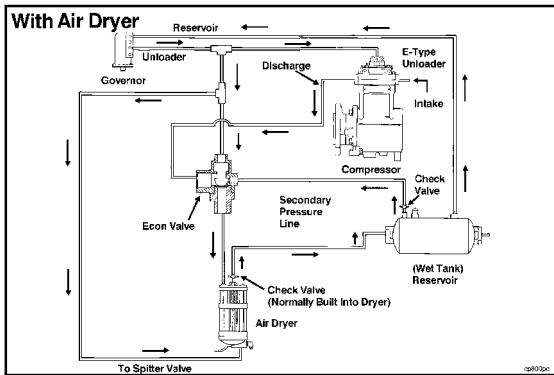 With Air Dryer
Reservoir
Unloader
Governor
Discharge
E-Type
Unloader
Intake
Compressor
Check
Valve
Econ Valve
Secondary
Pressure
Line
(Wet Tank)
Reservoir
Check Valve
(Normally Built Into Dryer)
Air Dryer
To Spitter Valve
cp800pc